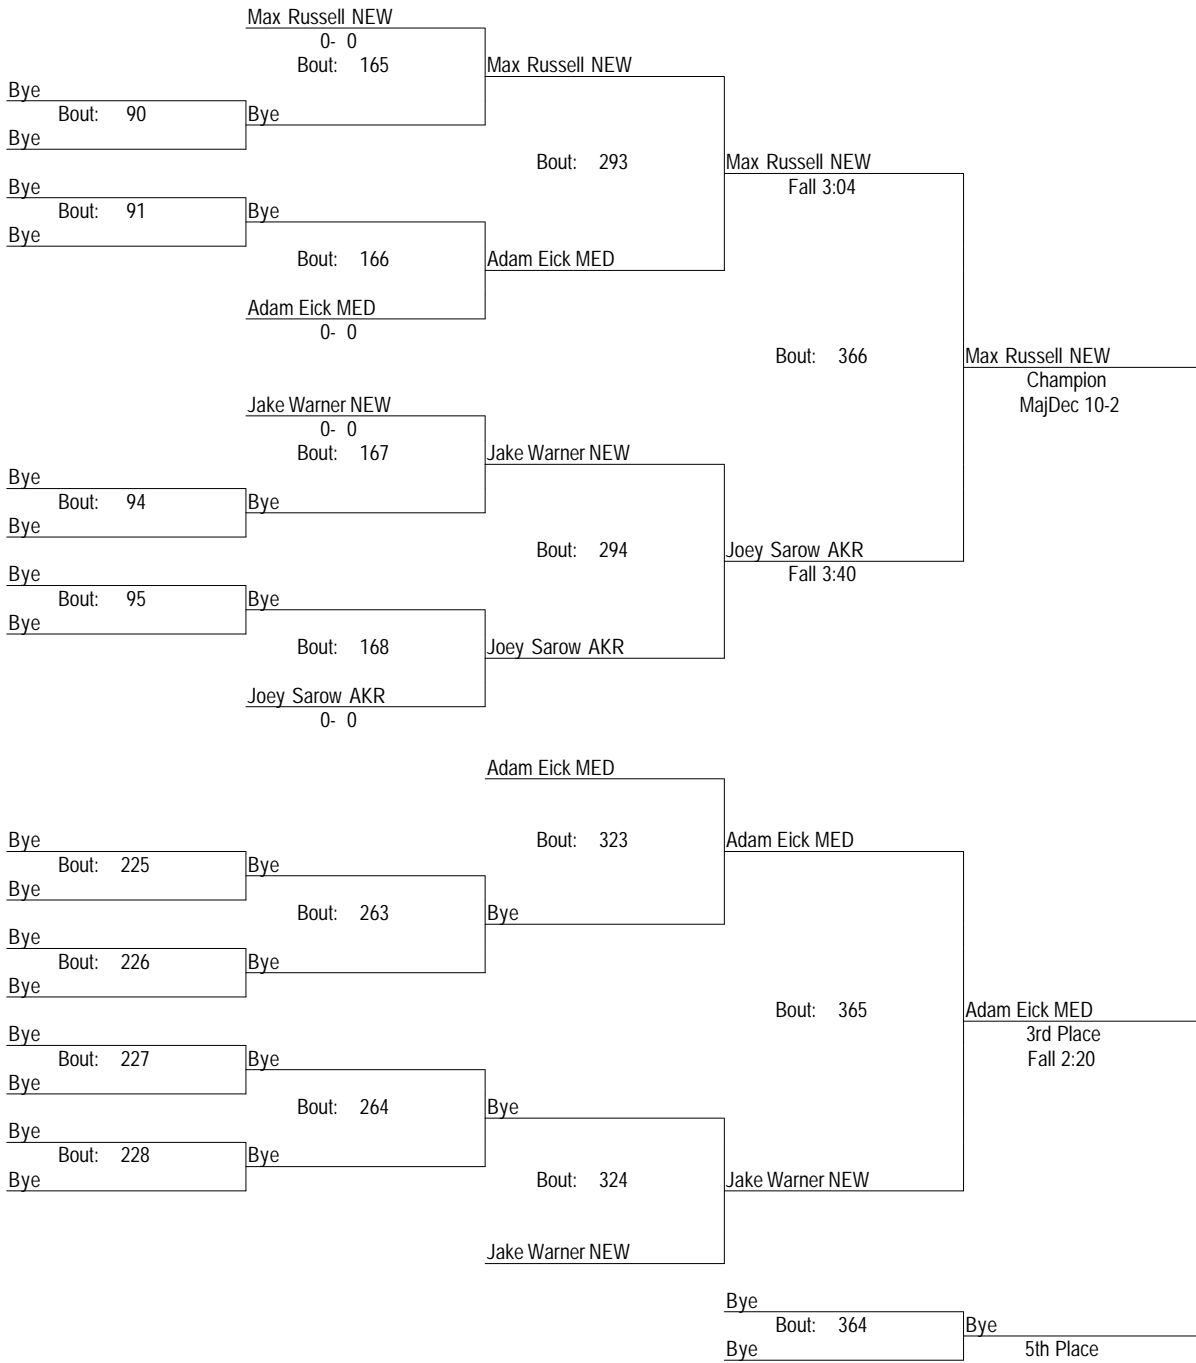 Max Russell NEW
0- 0
Bout: 165
Max Russell NEW
Bye
Bout: 90
Bye
Bye
Bout: 293
Max Russell NEW
Fall 3:04
Bye
Bout: 91
Bye
Bye
Bout: 166
Adam Eick MED
Adam Eick MED
0- 0
Bout: 366
Max Russell NEW
Champion
MajDec 10-2
Jake Warner NEW
0- 0
Bout: 167
Jake Warner NEW
Bye
Bout: 94
Bye
Bye
Bout: 294
Joey Sarow AKR
Fall 3:40
Bye
Bout: 95
Bye
Bye
Bout: 168
Joey Sarow AKR
Joey Sarow AKR
0- 0
Adam Eick MED
Bout: 323
Adam Eick MED
Bye
Bout: 225
Bye
Bye
Bout: 263
Bye
Bye
Bout: 226
Bye
Bye
Bout: 365
Adam Eick MED
3rd Place
Fall 2:20
Bye
Bout: 227
Bye
Bye
Bout: 264
Bye
Bye
Bout: 228
Bye
Bye
Bout: 324
Jake Warner NEW
Jake Warner NEW
Bye
Bout: 364
Bye
Bye
5th Place